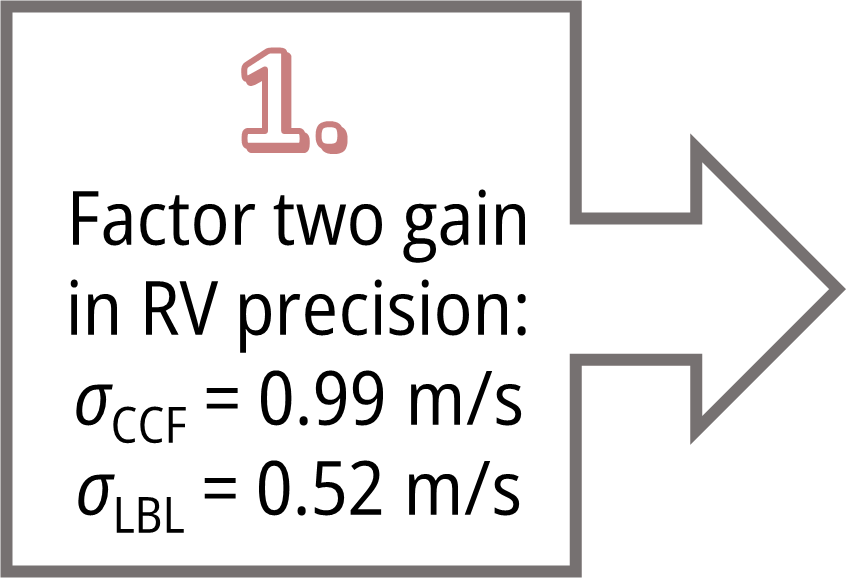 1.
Factor two gain
in RV precision:
σCCF = 0.99 m/s
σLBL = 0.52 m/s